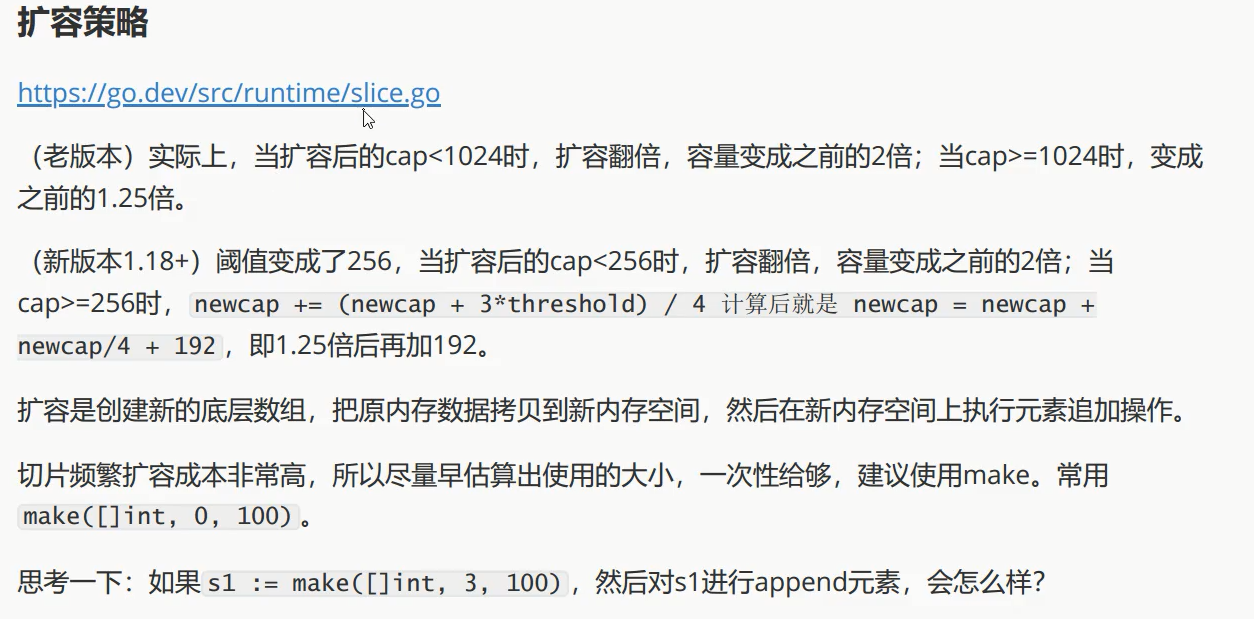 扩容策略
https://go.dev/src/runtime/slice.go
（老版本）实际上，当扩容后的cap<1024时，扩容翻倍，容量变成之前的2倍；当cap>=1024时，变成
之前的1.25倍。
（新版本1.18+）阈值变成了256，当扩容后的cap<256时，扩容翻倍，容量变成之前的2倍；当
cap>=256时，newcap += (newcap + 3*threshold) / 4 计算后就是 newcap = newcap +
newcap/4 + 192，即1.25倍后再加192。
扩容是创建新的底层数组，把原内存数据拷贝到新内存空间，然后在新内存空间上执行元素追加操作。
切片频繁扩容成本非常高，所以尽量早估算出使用的大小，一次性给够，建议使用make。常用
make([]int, 0, 100)。
思考一下：如果s1 := make([]int, 3, 100)，然后对s1进行append元素，会怎么样？